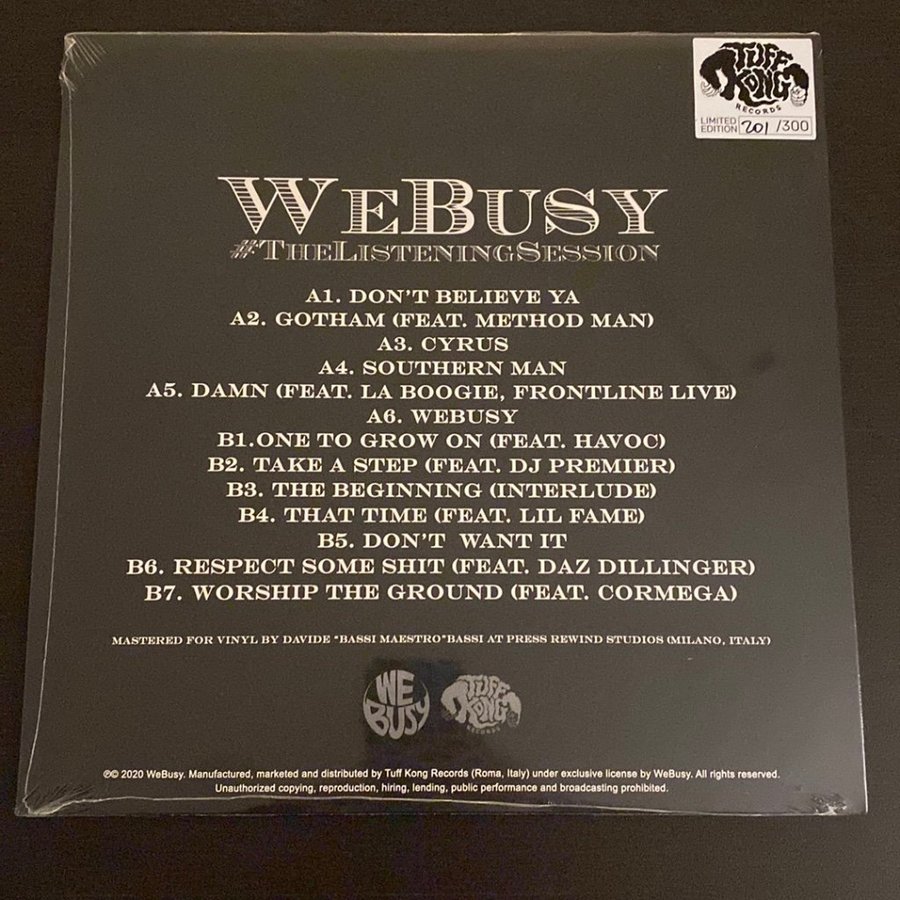 TUFF
KONG
RECORDS
LIMITED
EDITION 201 /300
WEBUSY
#THELISTENINGSESSION
A1. DON'T BELIEVE YA
A2. GOTHAM (FEAT. METHOD MAN)
A3. CYRUS
A4. SOUTHERN MAN
A5. DAMN (FEAT. LA BOOGIE, FRONTLINE LIVE)
A6. WEBUSY
B1.ONE TO GROW ON (FEAT. HAVOC)
B2. TAKE A STEP (FEAT. DJ PREMIER)
B3. THE BEGINNING (INTERLUDE)
B4. THAT TIME (FEAT. LIL FAME)
B5. DON'T WANT IT
B6. RESPECT SOME SHIT (FEAT. DAZ DILLINGER)
B7. WORSHIP THE GROUND (FEAT. CORMEGA)
MASTERED FOR VINYL BY DAVIDE "BASSI MAESTRO"BASSI AT PRESS REWIND STUDIOS (MILANO, ITALY)
WE
BUSY
TUFF
KONG
RECORDS
℗© 2020 WeBusy. Manufactured, marketed and distributed by Tuff Kong Records (Roma, Italy) under exclusive license by WeBusy. All rights reserved.
Unauthorized copying, reproduction, hiring, lending, public performance and broadcasting prohibited.